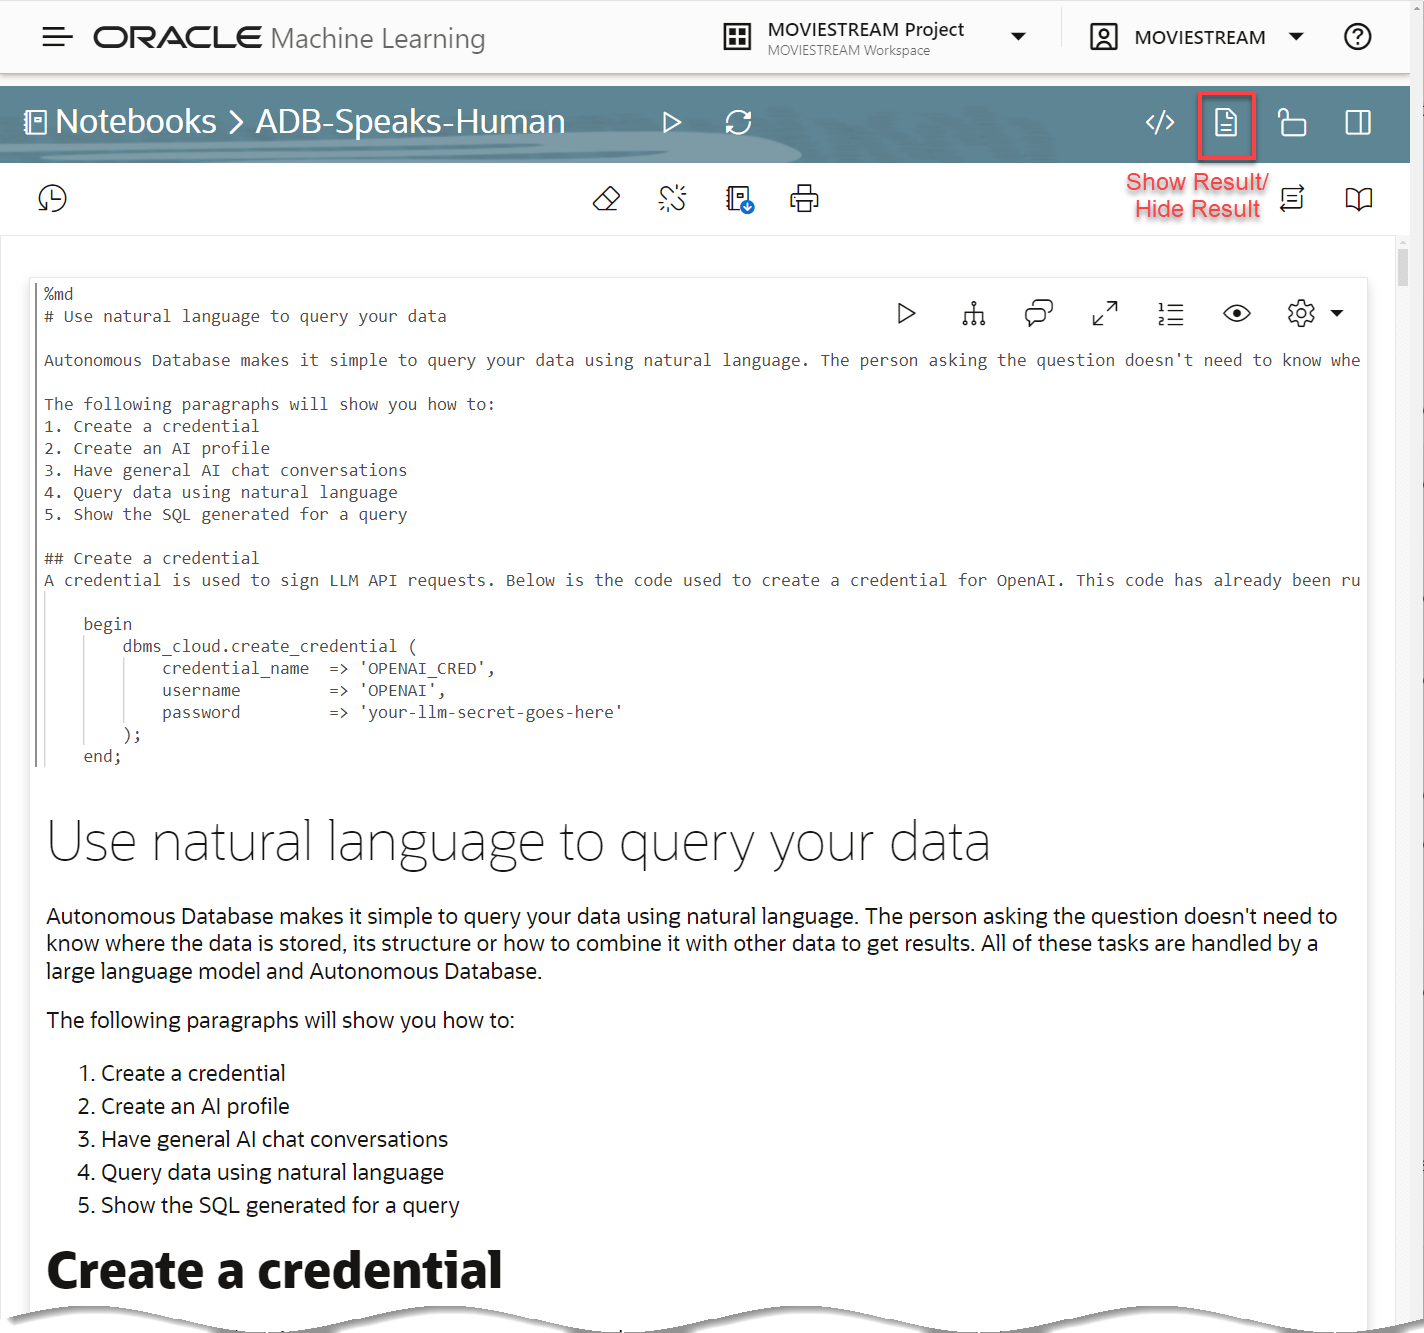 ORACLE Machine Learning
MOVIESTREAM Project
MOVIESTREAM Workspace
MOVIESTREAM
Notebooks > ADB-Speaks-Human
Show Result/
Hide Result
%md
# Use natural language to query your data
Autonomous Database makes it simple to query your data using natural language. The person asking the question doesn't need to know whe
The following paragraphs will show you how to:
1. Create a credential
2. Create an AI profile
3. Have general AI chat conversations
4. Query data using natural language
5. Show the SQL generated for a query
## Create a credential
A credential is used to sign LLM API requests. Below is the code used to create a credential for OpenAI. This code has already been ru
begin
dbms_cloud.create_credential (
credential_name => 'OPENAI_CRED',
username => 'OPENAI',
password => 'your-llm-secret-goes-here'
);
end;
Use natural language to query your data
Autonomous Database makes it simple to query your data using natural language. The person asking the question doesn't need to
know where the data is stored, its structure or how to combine it with other data to get results. All of these tasks are handled by a
large language model and Autonomous Database.
The following paragraphs will show you how to:
1. Create a credential
2. Create an AI profile
3. Have general AI chat conversations
4. Query data using natural language
5. Show the SQL generated for a query
Create a credential